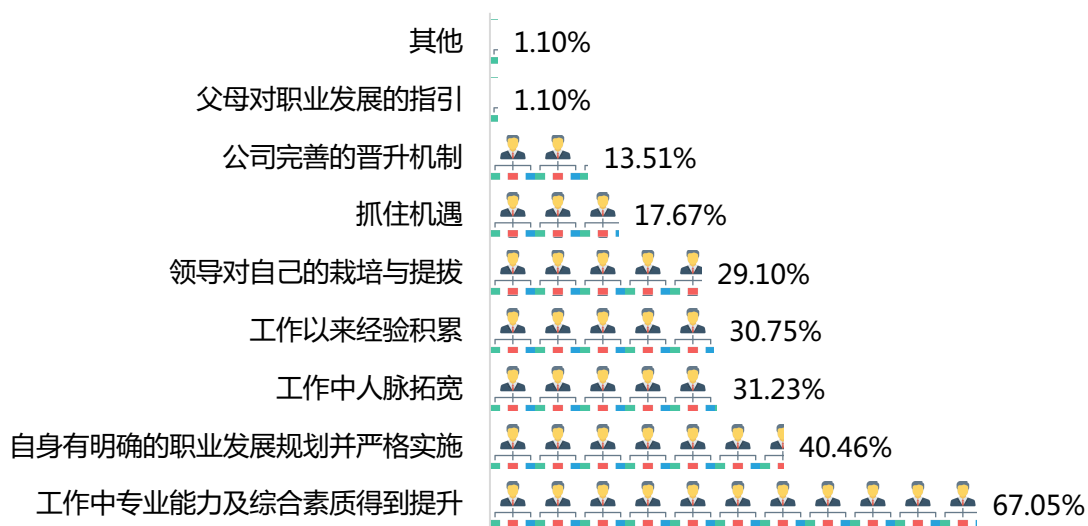 其他 1.10%
父母对职业发展的指引 1.10%
公司完善的晋升机制 13.51%
抓住机遇 17.67%
领导对自己的栽培与提拔 29.10%
工作以来经验积累 30.75%
工作中人脉拓宽 31.23%
自身有明确的职业发展规划并严格实施 40.46%
工作中专业能力及综合素质得到提升 67.05%